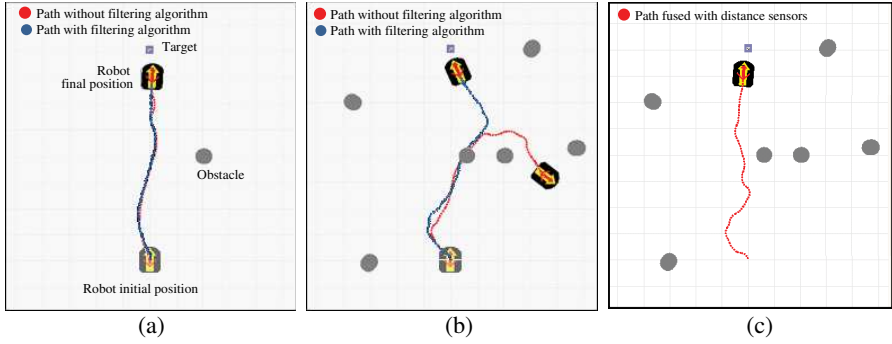 Path without filtering algorithm
Path with filtering algorithm
Target
Robot
final position
Obstacle
Robot initial position
(a)
Path without filtering algorithm
Path with filtering algorithm
(b)
Path fused with distance sensors
(c)